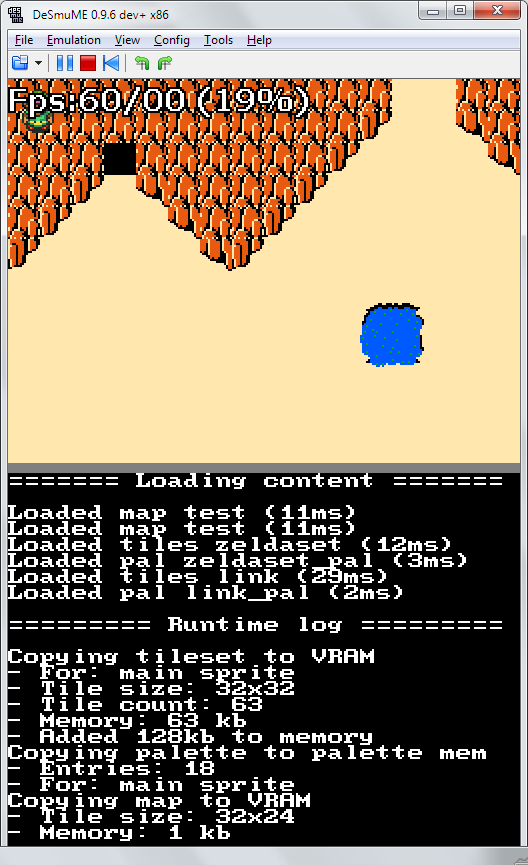 DeSmuME 0.9.6 dev+ x86
File Emulation View Config Tools Help
Fps:60/00 (19%)
======= Loading content =======
Loaded map test (11ms)
Loaded map test (11ms)
Loaded tiles zeldaset (12ms)
Loaded pal zeldaset_pal (3ms)
Loaded tiles link (29ms)
Loaded pal link_pal (2ms)
========= Runtime log =========
Copying tileset to VRAM
- For: main sprite
- Tile size: 32x32
- Tile count: 63
- Memory: 63 kb
- Added 128kb to memory
Copying palette to palette mem
- Entries: 18
- For: main sprite
Copying map to VRAM
- Tile size: 32x24
- Memory: 1 kb